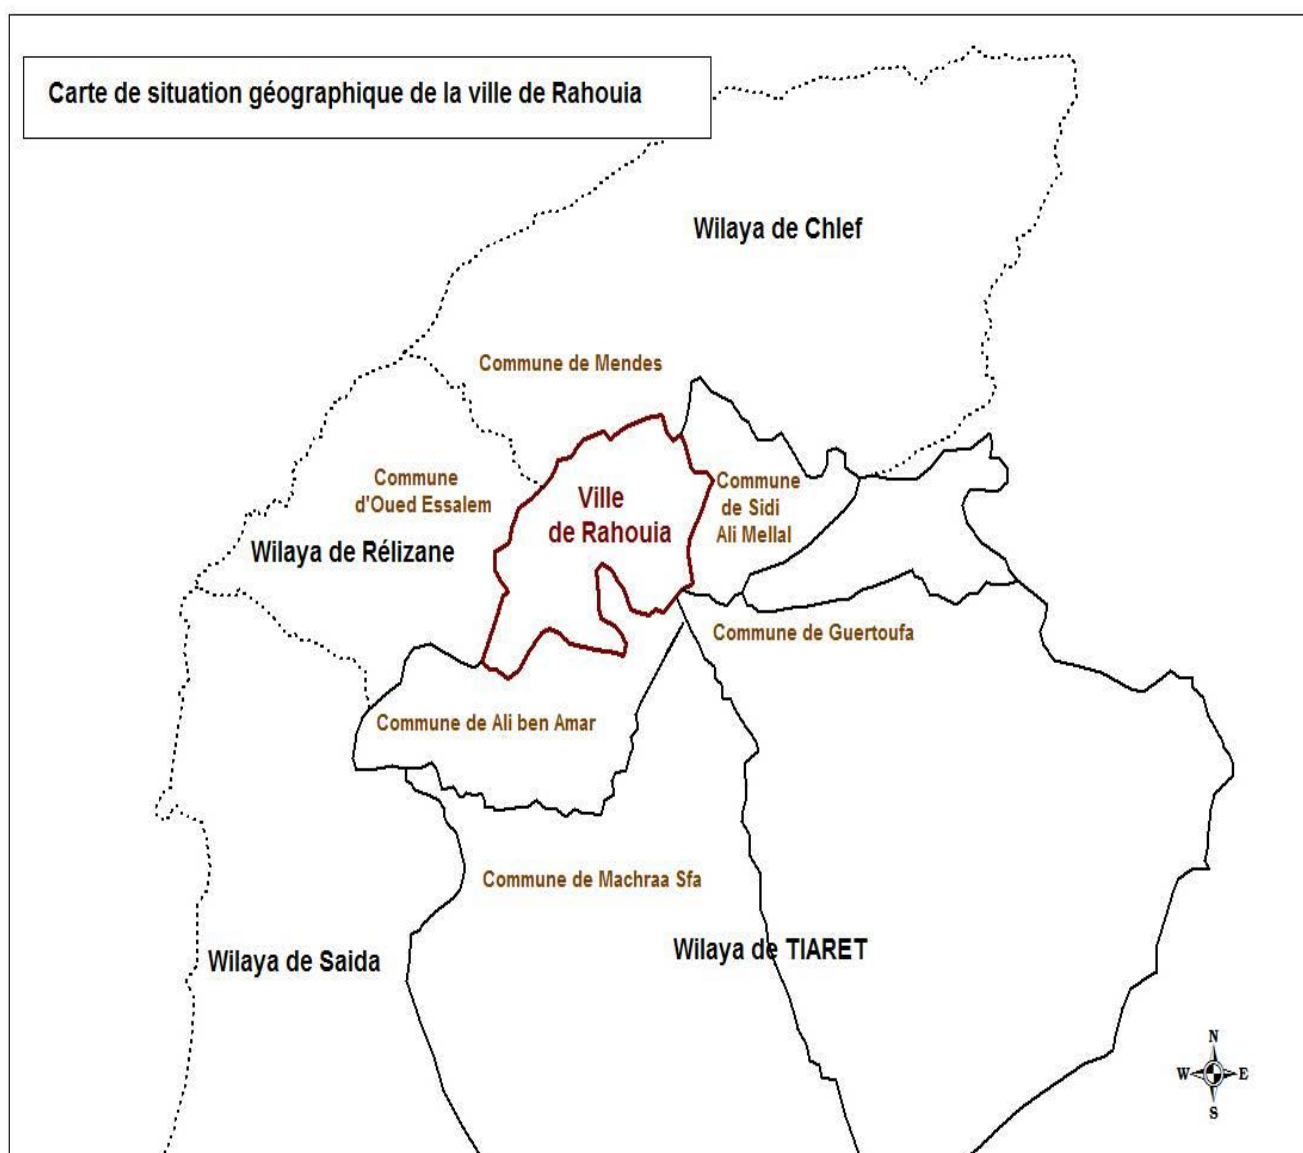 Carte de situation géographique de la ville de Rahouia
Wilaya de Chlef
Commune de Mendes
Commune
d'Oued Essalem
Ville
de Rahouia
Commune
de Sidi
Ali Mellal
Wilaya de Rélizane
Commune de Guertoufa
Commune de Ali ben Amar
Commune de Machraa Sfa
Wilaya de Saida
Wilaya de TIARET
N
W E
S